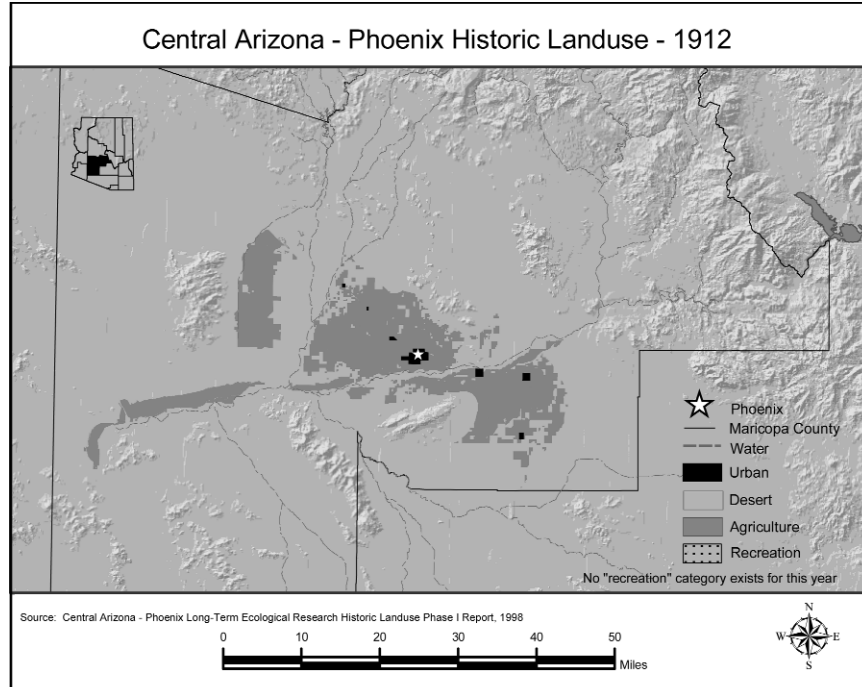 Central Arizona - Phoenix Historic Landuse - 1912
Phoenix
Maricopa County
Water
Urban
Desert
Agriculture
Recreation
No "recreation" category exists for this year
Source: Central Arizona - Phoenix Long-Term Ecological Research Historic Landuse Phase I Report, 1998
0 10 20 30 40 50
Miles
N
W E
S